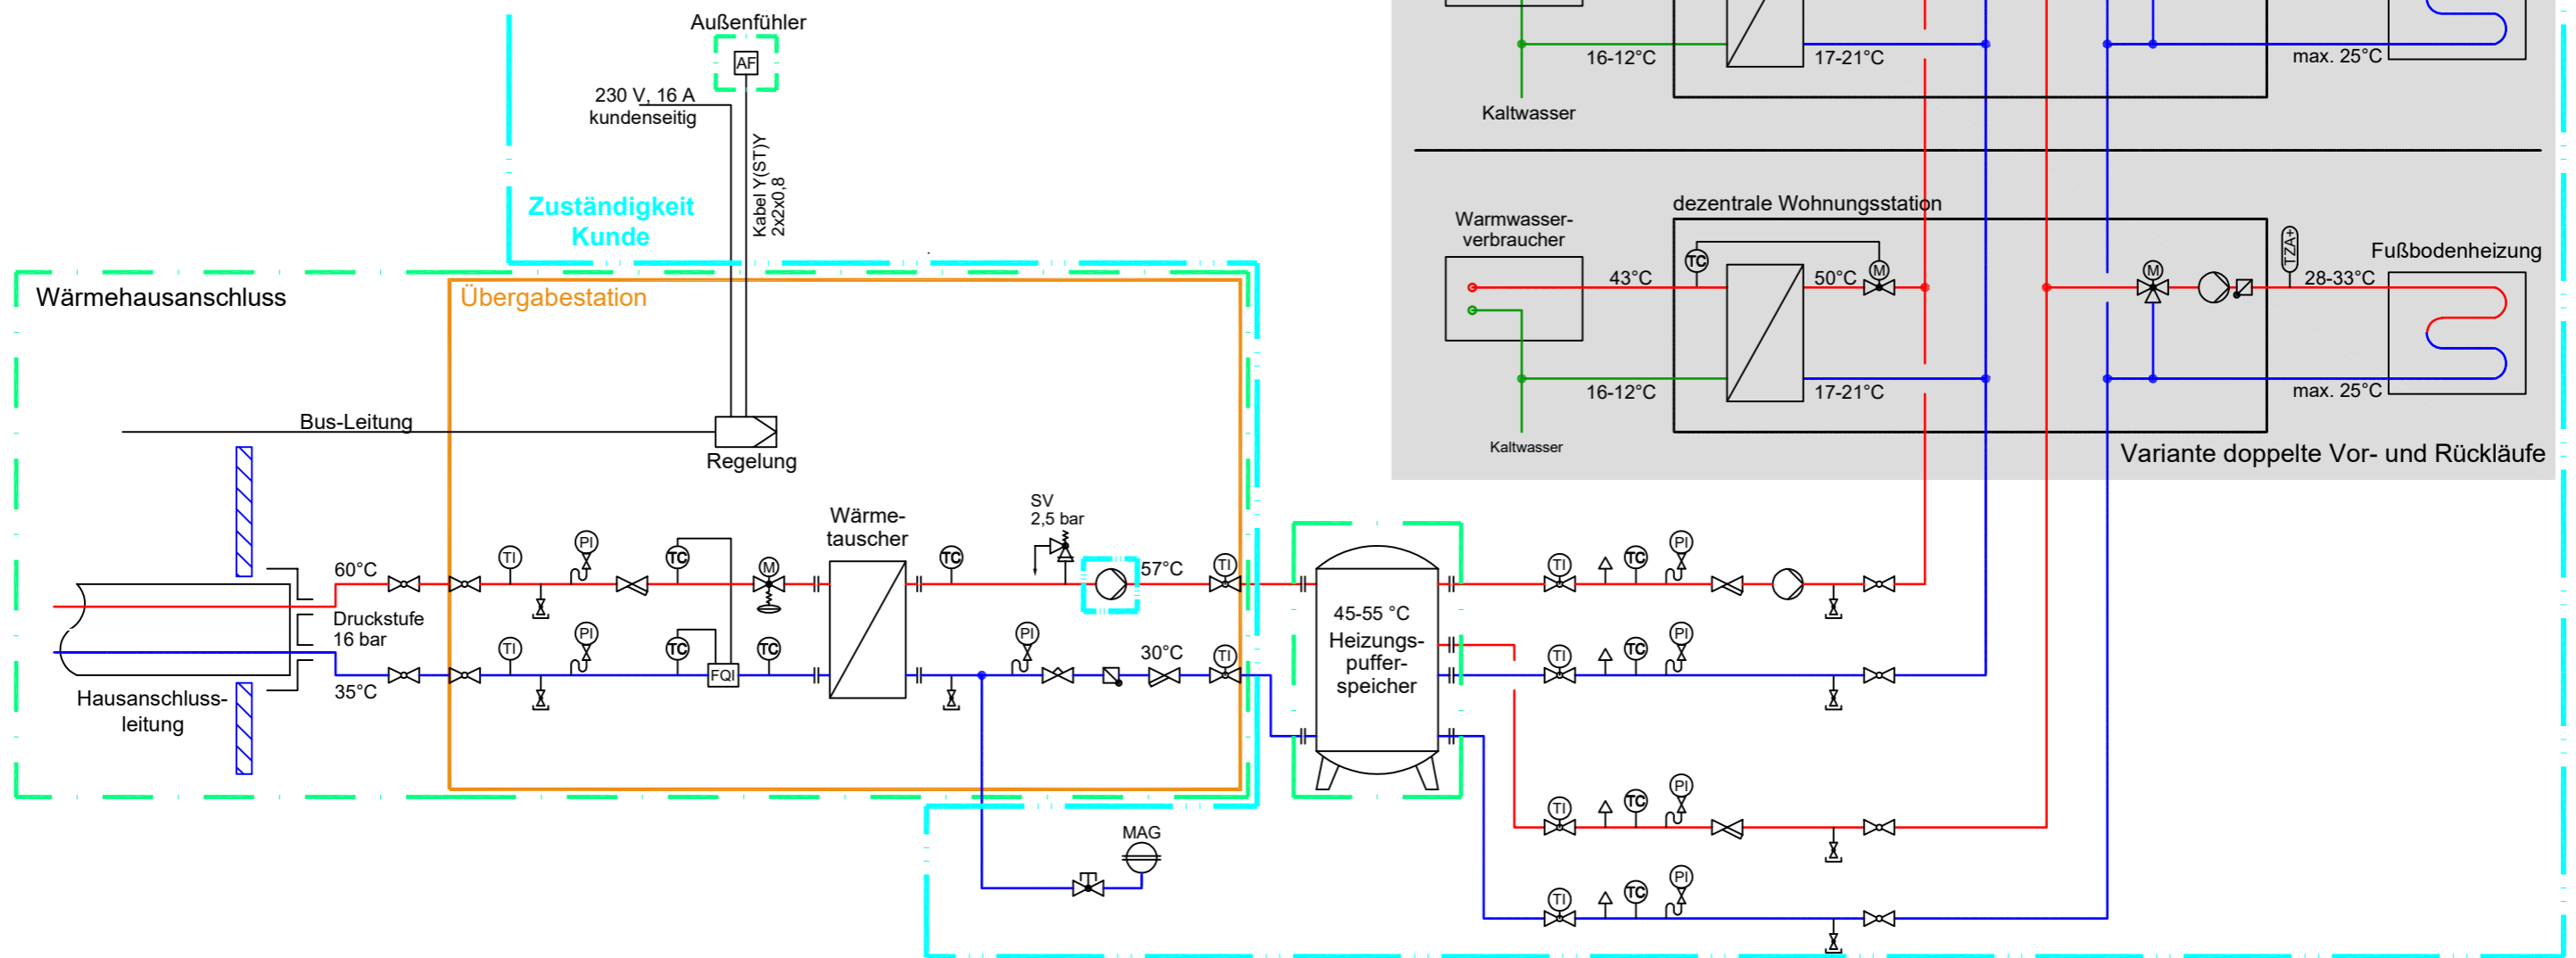 Außenfühler
AF
230 V, 16 A
kundenseitig
Kabel Y(ST)Y
2x2x0,8
Zuständigkeit
Kunde
16-12°C
17-21°C
max. 25°C
Kaltwasser
dezentrale Wohnungsstation
Warmwasser-
verbraucher
TC
M
43°C
50°C
M
TZA+
28-33°C
Fußbodenheizung
16-12°C
17-21°C
max. 25°C
Kaltwasser
Variante doppelte Vor- und Rückläufe
Wärmehausanschluss
Übergabestation
Bus-Leitung
Regelung
Wärme-
tauscher
SV
2,5 bar
60°C
TI
PI
TC
M
TC
57°C
TI
Druckstufe
16 bar
35°C
TI
PI
TC
FQI
TC
PI
30°C
TI
Hausanschluss-
leitung
MAG
45-55 °C
Heizungs-
puffer-
speicher
TI
TC
PI
TI
TC
PI
TI
TC
PI
TI
TC
PI